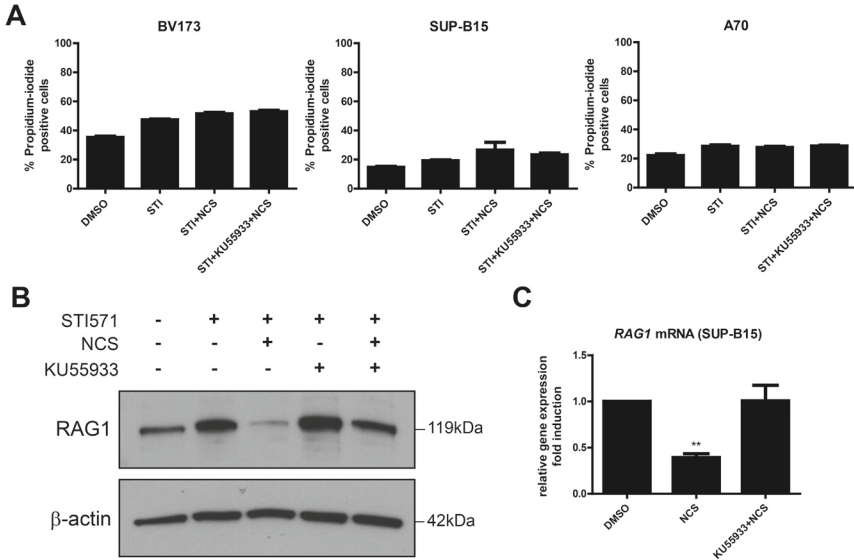 A
BV173
SUP-B15
A70
% Propidium-iodide
positive cells
100
80
60
40
20
0
DMSO
STI
STI+NCS
STI+KU55933+NCS
% Propidium-iodide
positive cells
100
80
60
40
20
0
DMSO
STI
STI+NCS
STI+KU55933+NCS
% Propidium-iodide
positive cells
100
80
60
40
20
0
DMSO
STI
STI+NCS
STI+KU55933+NCS
B
STI571 - + + + +
NCS - - + - +
KU55933 - - - + +
RAG1
119kDa
β-actin
42kDa
C
RAG1 mRNA (SUP-B15)
relative gene expression
fold induction
1.5
1.0
0.5
0.0
**
DMSO
NCS
KU55933+NCS